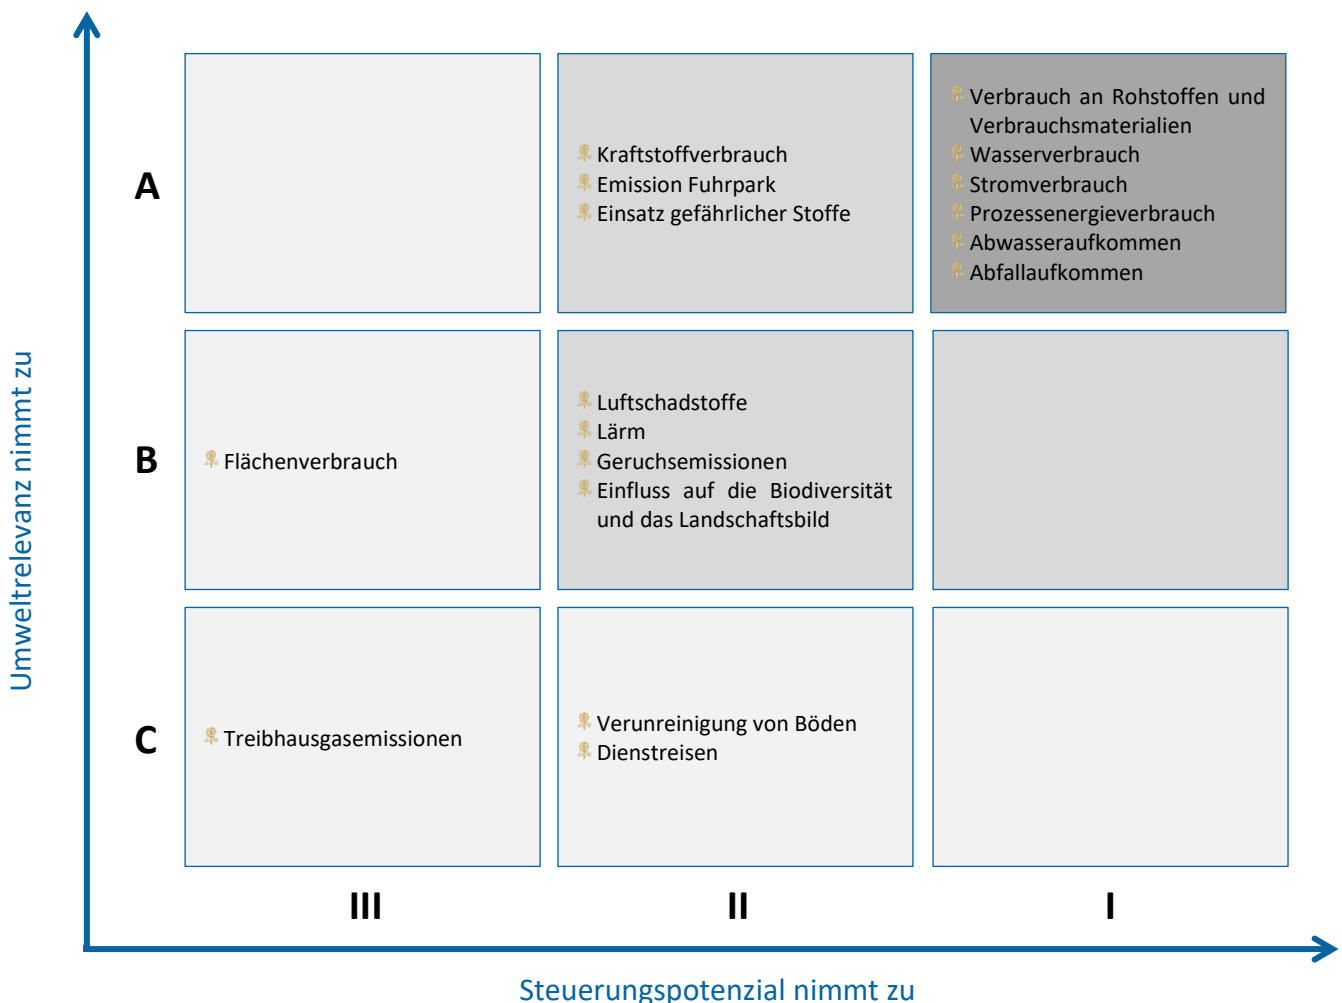 Umweltrelevanz nimmt zu
A
Kraftstoffverbrauch
Emission Fuhrpark
Einsatz gefährlicher Stoffe
Verbrauch an Rohstoffen und
Verbrauchsmaterialien
Wasserverbrauch
Stromverbrauch
Prozessenergieverbrauch
Abwasseraufkommen
Abfallaufkommen
B
Flächenverbrauch
Luftschadstoffe
Lärm
Geruchsemissionen
Einfluss auf die Biodiversität
und das Landschaftsbild
C
Treibhausgasemissionen
Verunreinigung von Böden
Dienstreisen
III
II
I
Steuerungspotenzial nimmt zu